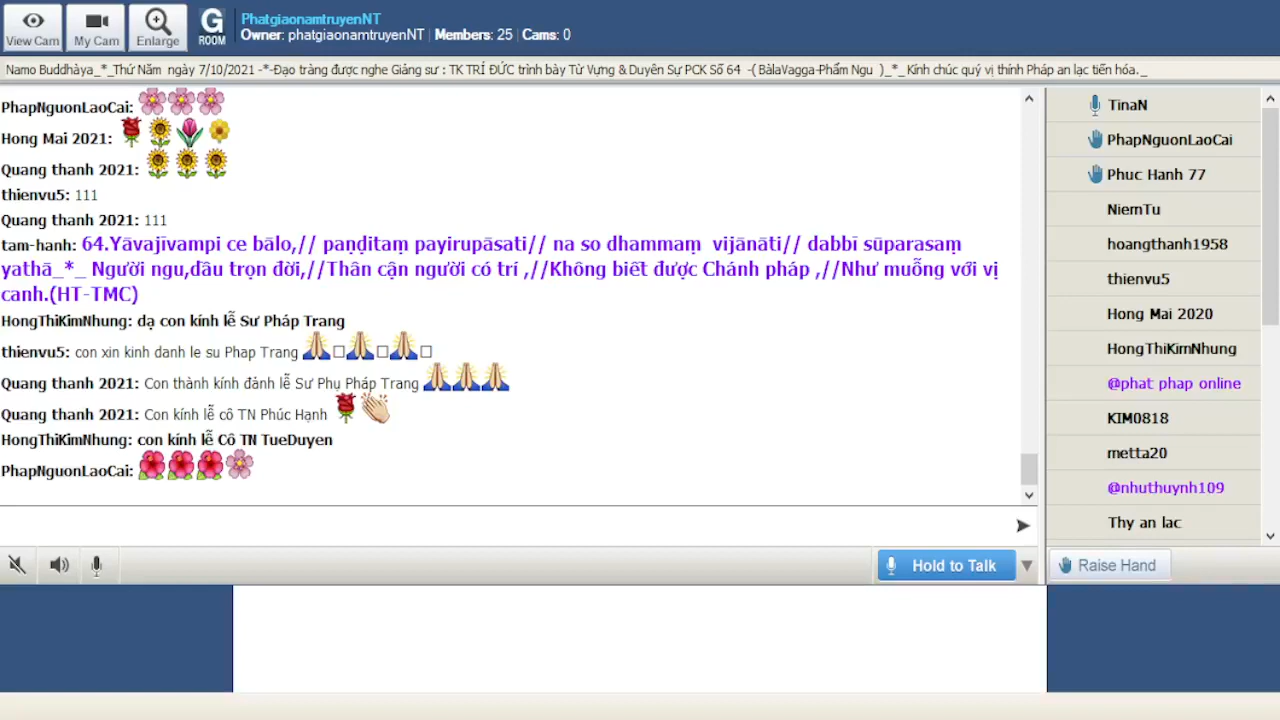 View Cam
My Cam
Enlarge
G
ROOM
PhatgiaonamtruyenNT
Owner: phatgiaonamtruyenNT | Members: 25 | Cams: 0
Namo Buddhàya_*_Thứ Năm ngày 7/10/2021 -*-Đạo tràng được nghe Giảng sư : TK TRÍ ĐỨC trình bày Từ Vựng & Duyên Sự PCK Số 64 -( BàlaVagga-Phẩm Ngu )_*_ Kính chúc quý vị thính Pháp an lạc tiến hóa. _
PhapNguonLaoCai: 🌸🌸🌸
Hong Mai 2021: 🌹🌻🌷🌼
Quang thanh 2021: 🌻🌻🌻
thienvu5: 111
Quang thanh 2021: 111
tam-hanh: 64.Yāvajīvampi ce bālo,// paṇḍitaṃ payirupāsati// na so dhammaṃ vijānāti// dabbī sūparasaṃ
yathā_*_ Người ngu,dầu trọn đời,//Thân cận người có trí ,//Không biết được Chánh pháp ,//Như muỗng với vị
canh.(HT-TMC)
HongThiKimNhung: dạ con kính lễ Sư Pháp Trang
thienvu5: con xin kinh danh le su Phap Trang 🙏□🙏□🙏□
Quang thanh 2021: Con thành kính đảnh lễ Sư Phụ Pháp Trang 🙏🙏🙏
Quang thanh 2021: Con kính lễ cô TN Phúc Hạnh 🌹👏
HongThiKimNhung: con kính lễ Cô TN TueDuyen
PhapNguonLaoCai: 🌺🌺🌺🌸
Hold to Talk
TinaN
PhapNguonLaoCai
Phuc Hanh 77
NiemTu
hoangthanh1958
thienvu5
Hong Mai 2020
HongThiKimNhung
@phat phap online
KIM0818
metta20
@nhuthuynh109
Thy an lac
Raise Hand